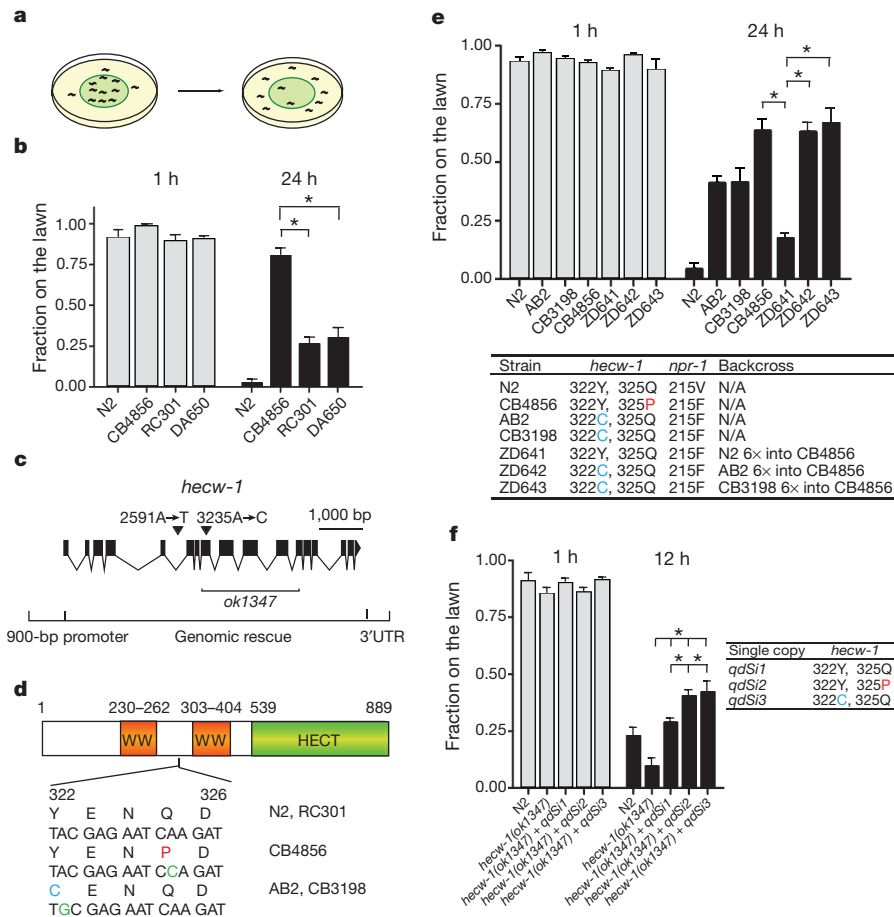 a
b
1 h
24 h
*
*
Fraction on the lawn
1.00
0.75
0.50
0.25
0.00
N2
CB4856
RC301
DA650
N2
CB4856
RC301
DA650
c
hecw-1
2591A→T 3235A→C
1,000 bp
ok1347
900-bp promoter Genomic rescue 3′UTR
d
1 230–262 303–404 539 889
WW WW HECT
322 326
Y E N Q D N2, RC301
TAC GAG AAT CAA GAT
Y E N P D CB4856
TAC GAG AAT CCA GAT
C E N Q D AB2, CB3198
TGC GAG AAT CAA GAT
e
1 h
24 h
*
*
*
Fraction on the lawn
1.00
0.75
0.50
0.25
0.00
N2
AB2
CB3198
CB4856
ZD641
ZD642
ZD643
N2
AB2
CB3198
CB4856
ZD641
ZD642
ZD643
Strain hecw-1 npr-1 Backcross
N2 322Y, 325Q 215V N/A
CB4856 322Y, 325P 215F N/A
AB2 322C, 325Q 215F N/A
CB3198 322C, 325Q 215F N/A
ZD641 322Y, 325Q 215F N2 6× into CB4856
ZD642 322C, 325Q 215F AB2 6× into CB4856
ZD643 322C, 325Q 215F CB3198 6× into CB4856
f
1 h
12 h
*
* *
Fraction on the lawn
1.00
0.75
0.50
0.25
0.00
N2
hecw-1(ok1347)
hecw-1(ok1347) + qdSi1
hecw-1(ok1347) + qdSi2
hecw-1(ok1347) + qdSi3
N2
hecw-1(ok1347)
hecw-1(ok1347) + qdSi1
hecw-1(ok1347) + qdSi2
hecw-1(ok1347) + qdSi3
Single copy hecw-1
qdSi1 322Y, 325Q
qdSi2 322Y, 325P
qdSi3 322C, 325Q